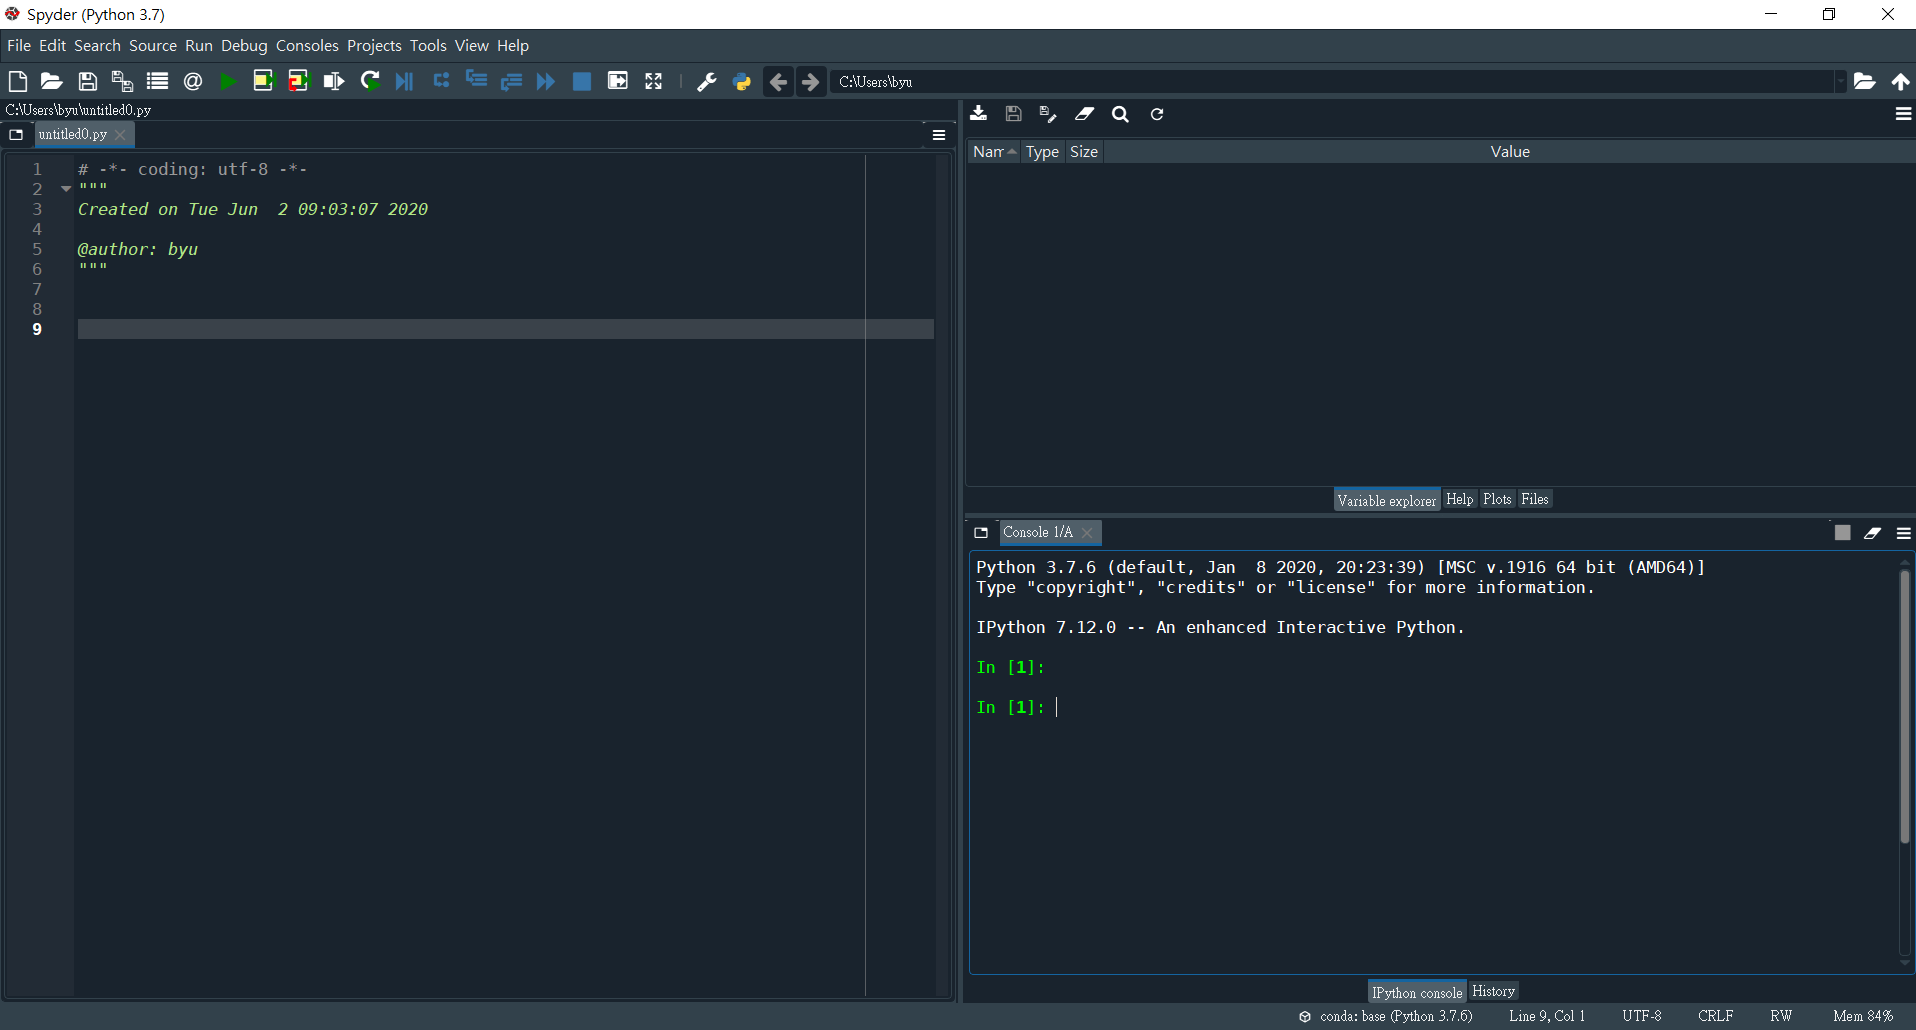 Spyder (Python 3.7)
File Edit Search Source Run Debug Consoles Projects Tools View Help
C:\Users\byu
C:\Users\byu\untitled0.py
untitled0.py
1 # -*- coding: utf-8 -*-
2 """
3 Created on Tue Jun  2 09:03:07 2020
4
5 @author: byu
6 """
7
8
9
Nam Type Size Value
Variable explorer Help Plots Files
Console 1/A
Python 3.7.6 (default, Jan  8 2020, 20:23:39) [MSC v.1916 64 bit (AMD64)]
Type "copyright", "credits" or "license" for more information.
IPython 7.12.0 -- An enhanced Interactive Python.
In [1]:
In [1]:
IPython console History
conda: base (Python 3.7.6) Line 9, Col 1 UTF-8 CRLF RW Mem 84%